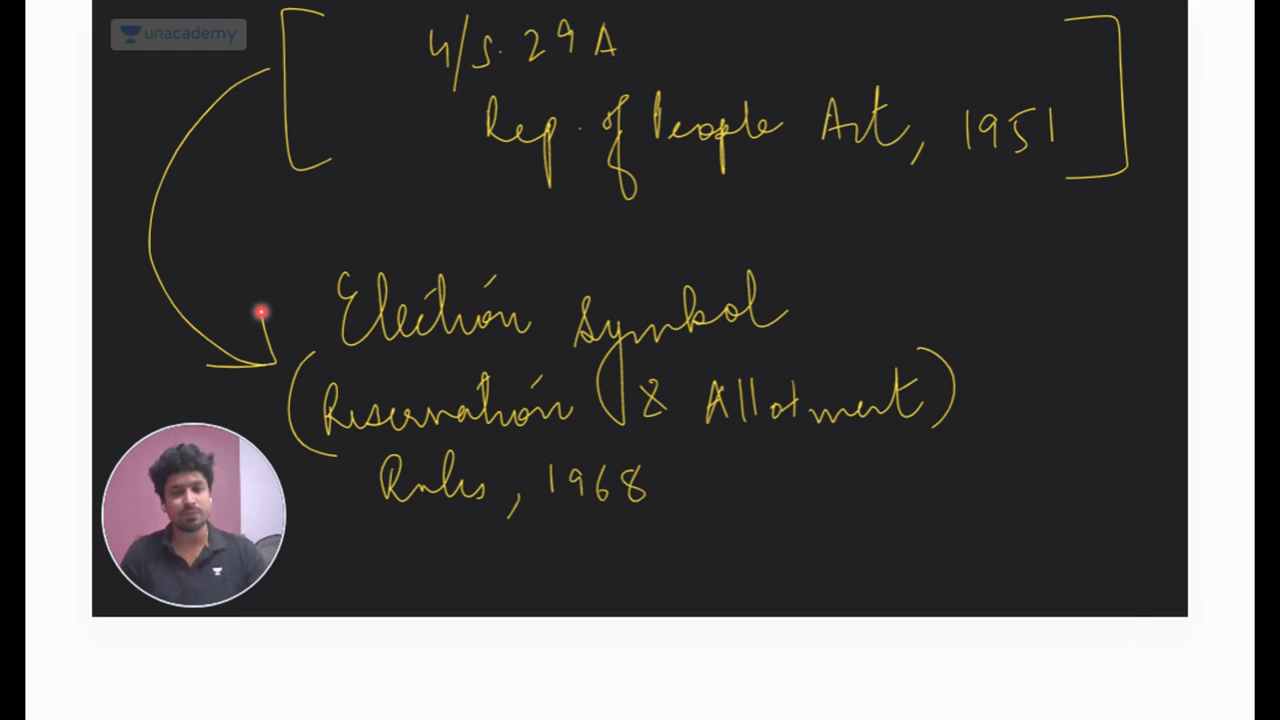 unacademy
u/s. 29 A
Rep. of People Act, 1951
Election Symbol
(Reservation & Allotment)
Rules, 1968